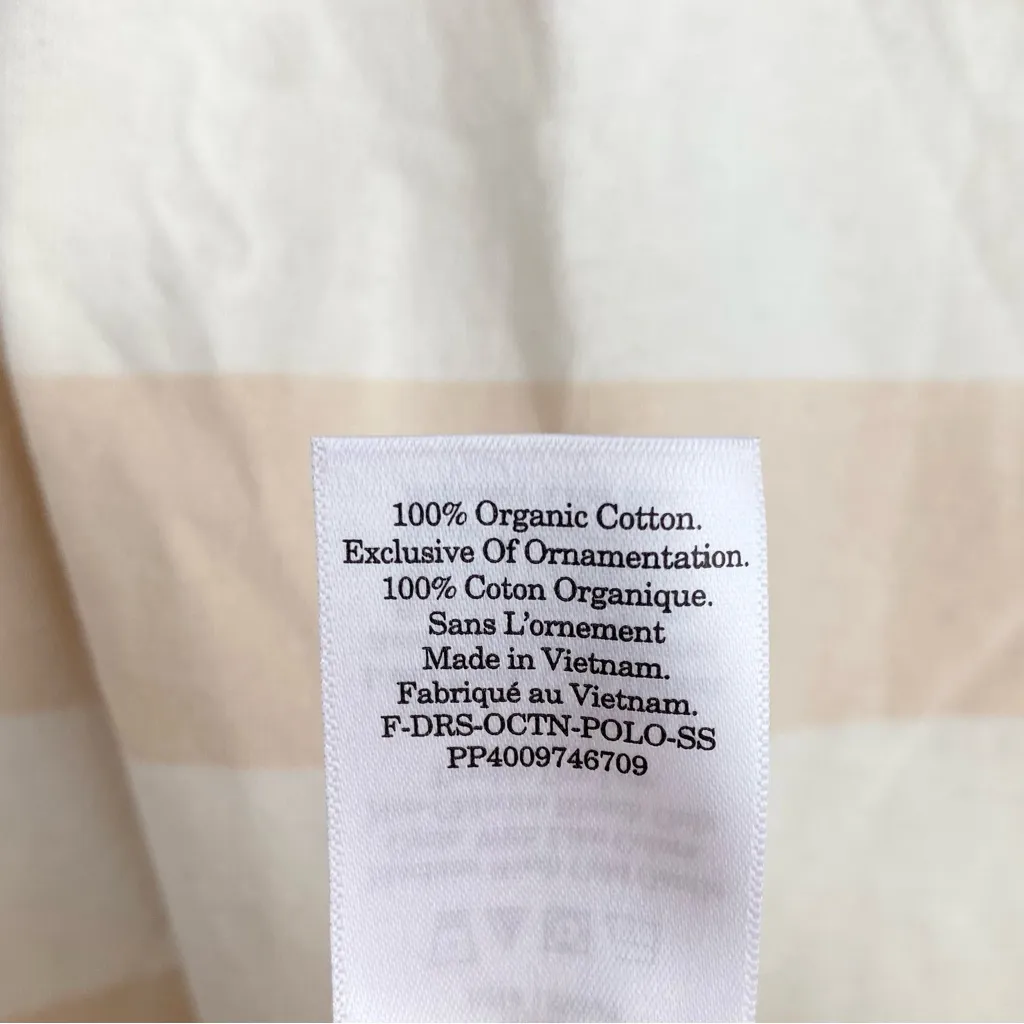 100% Organic Cotton.
Exclusive Of Ornamentation.
100% Coton Organique.
Sans L'ornement
Made in Vietnam.
Fabriqué au Vietnam.
F-DRS-OCTN-POLO-SS
PP4009746709